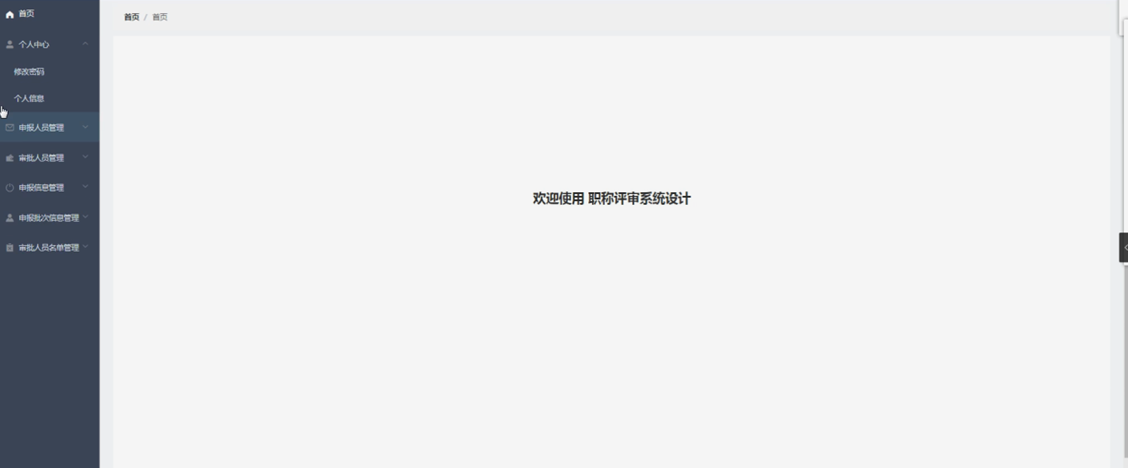 首页
个人中心
修改密码
个人信息
申报人员管理
审批人员管理
申报信息管理
申报批次信息管理
审批人员名单管理
首页 / 首页
欢迎使用 职称评审系统设计